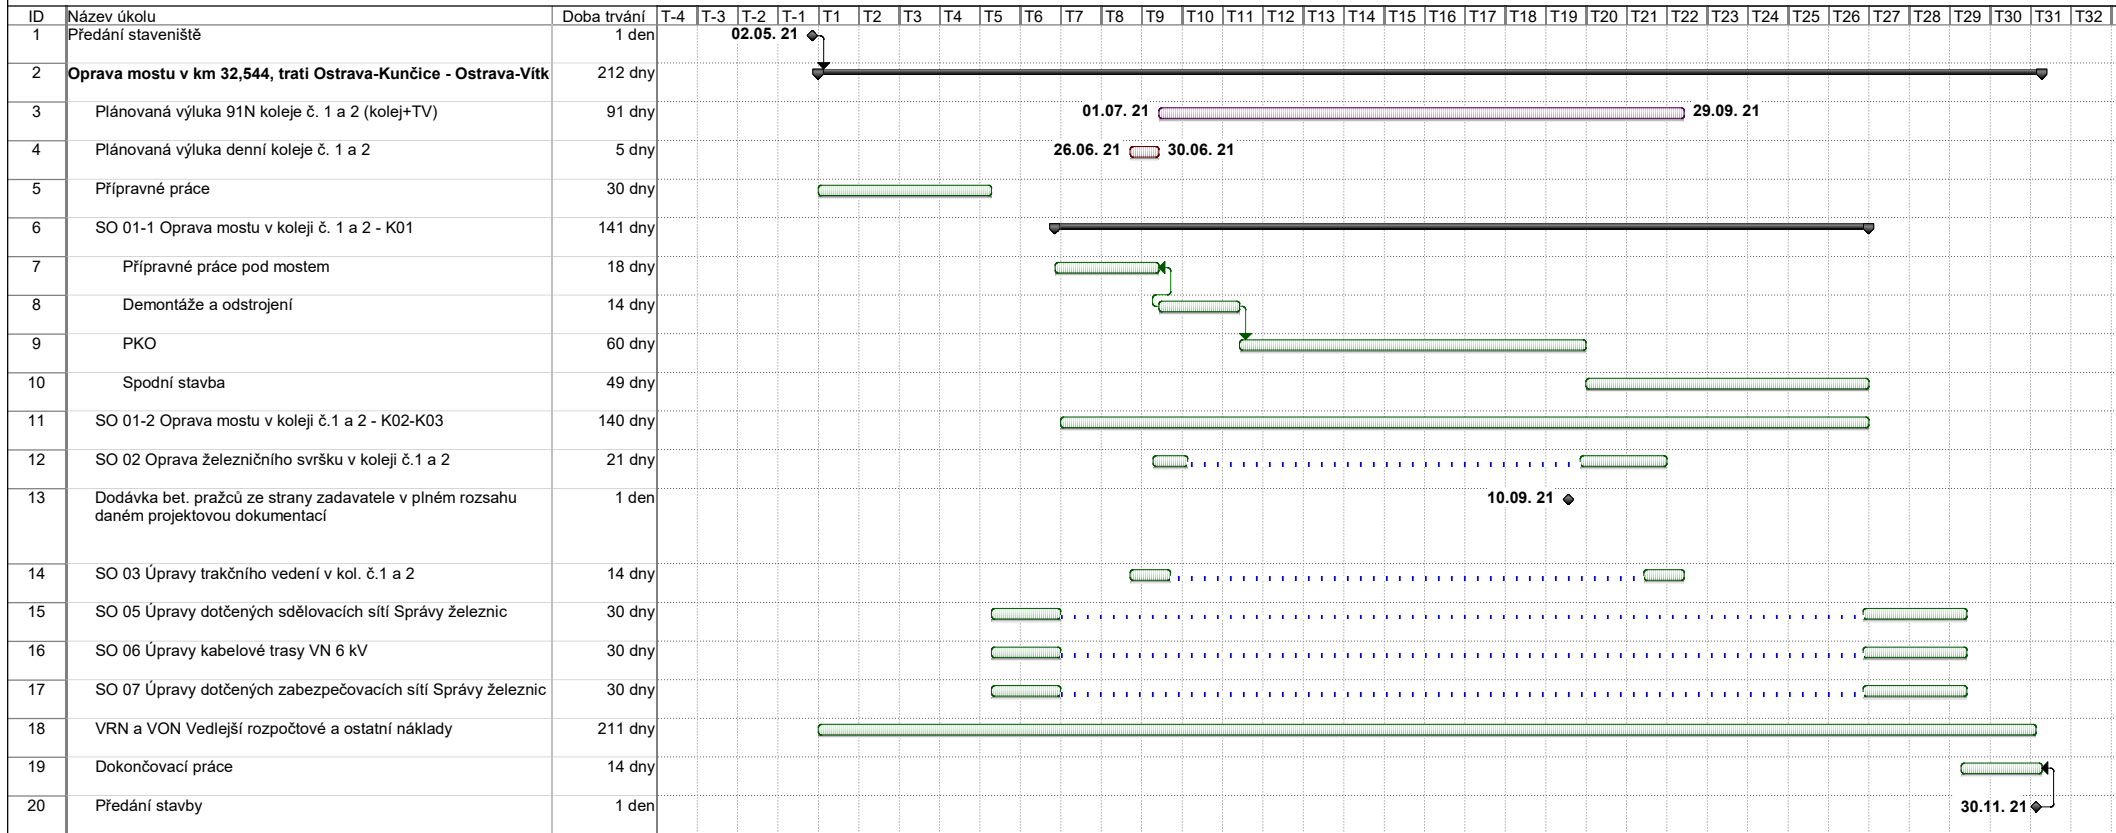 ID Název úkolu Doba trvání T-4 T-3 T-2 T-1 T1 T2 T3 T4 T5 T6 T7 T8 T9 T10 T11 T12 T13 T14 T15 T16 T17 T18 T19 T20 T21 T22 T23 T24 T25 T26 T27 T28 T29 T30 T31 T32
1 Předání staveniště 1 den 02.05. 21
2 Oprava mostu v km 32,544, trati Ostrava-Kunčice - Ostrava-Vítk 212 dny
3 Plánovaná výluka 91N koleje č. 1 a 2 (kolej+TV) 91 dny 01.07. 21 29.09. 21
4 Plánovaná výluka denní koleje č. 1 a 2 5 dny 26.06. 21 30.06. 21
5 Přípravné práce 30 dny
6 SO 01-1 Oprava mostu v koleji č. 1 a 2 - K01 141 dny
7 Přípravné práce pod mostem 18 dny
8 Demontáže a odstrojení 14 dny
9 PKO 60 dny
10 Spodní stavba 49 dny
11 SO 01-2 Oprava mostu v koleji č.1 a 2 - K02-K03 140 dny
12 SO 02 Oprava železničního svršku v koleji č.1 a 2 21 dny
13 Dodávka bet. pražců ze strany zadavatele v plném rozsahu 1 den 10.09. 21
daném projektovou dokumentací
14 SO 03 Úpravy trakčního vedení v kol. č.1 a 2 14 dny
15 SO 05 Úpravy dotčených sdělovacích sítí Správy železnic 30 dny
16 SO 06 Úpravy kabelové trasy VN 6 kV 30 dny
17 SO 07 Úpravy dotčených zabezpečovacích sítí Správy železnic 30 dny
18 VRN a VON Vedlejší rozpočtové a ostatní náklady 211 dny
19 Dokončovací práce 14 dny
20 Předání stavby 1 den 30.11. 21